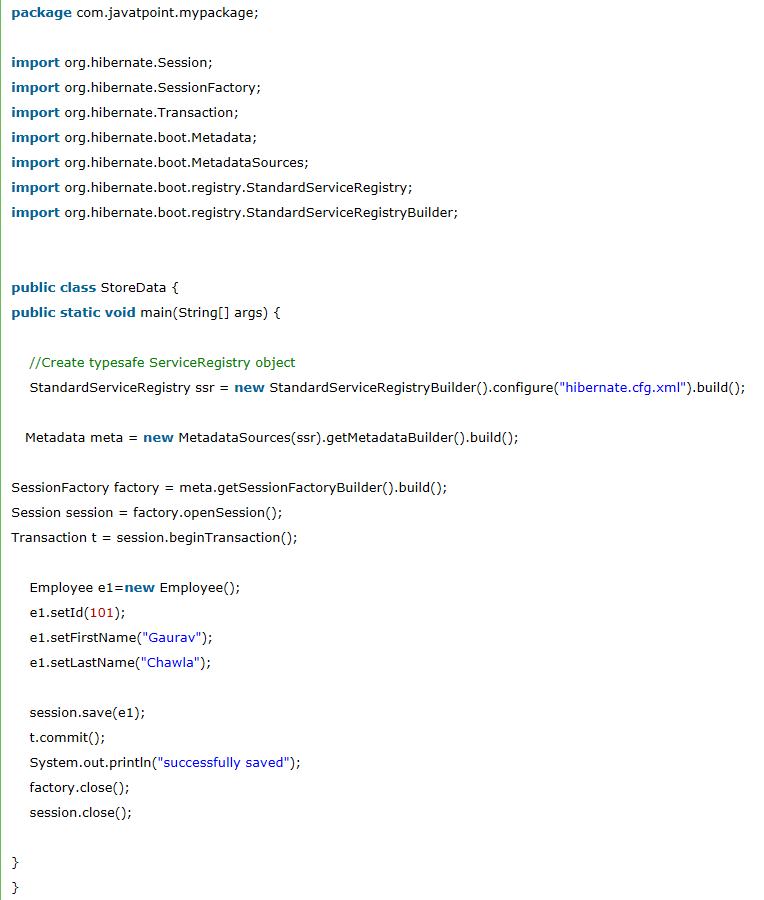 package com.javatpoint.mypackage;
import org.hibernate.Session;
import org.hibernate.SessionFactory;
import org.hibernate.Transaction;
import org.hibernate.boot.Metadata;
import org.hibernate.boot.MetadataSources;
import org.hibernate.boot.registry.StandardServiceRegistry;
import org.hibernate.boot.registry.StandardServiceRegistryBuilder;
public class StoreData {
public static void main(String[] args) {
//Create typesafe ServiceRegistry object
StandardServiceRegistry ssr = new StandardServiceRegistryBuilder().configure("hibernate.cfg.xml").build();
Metadata meta = new MetadataSources(ssr).getMetadataBuilder().build();
SessionFactory factory = meta.getSessionFactoryBuilder().build();
Session session = factory.openSession();
Transaction t = session.beginTransaction();
Employee e1=new Employee();
e1.setId(101);
e1.setFirstName("Gaurav");
e1.setLastName("Chawla");
session.save(e1);
t.commit();
System.out.println("successfully saved");
factory.close();
session.close();
}
}